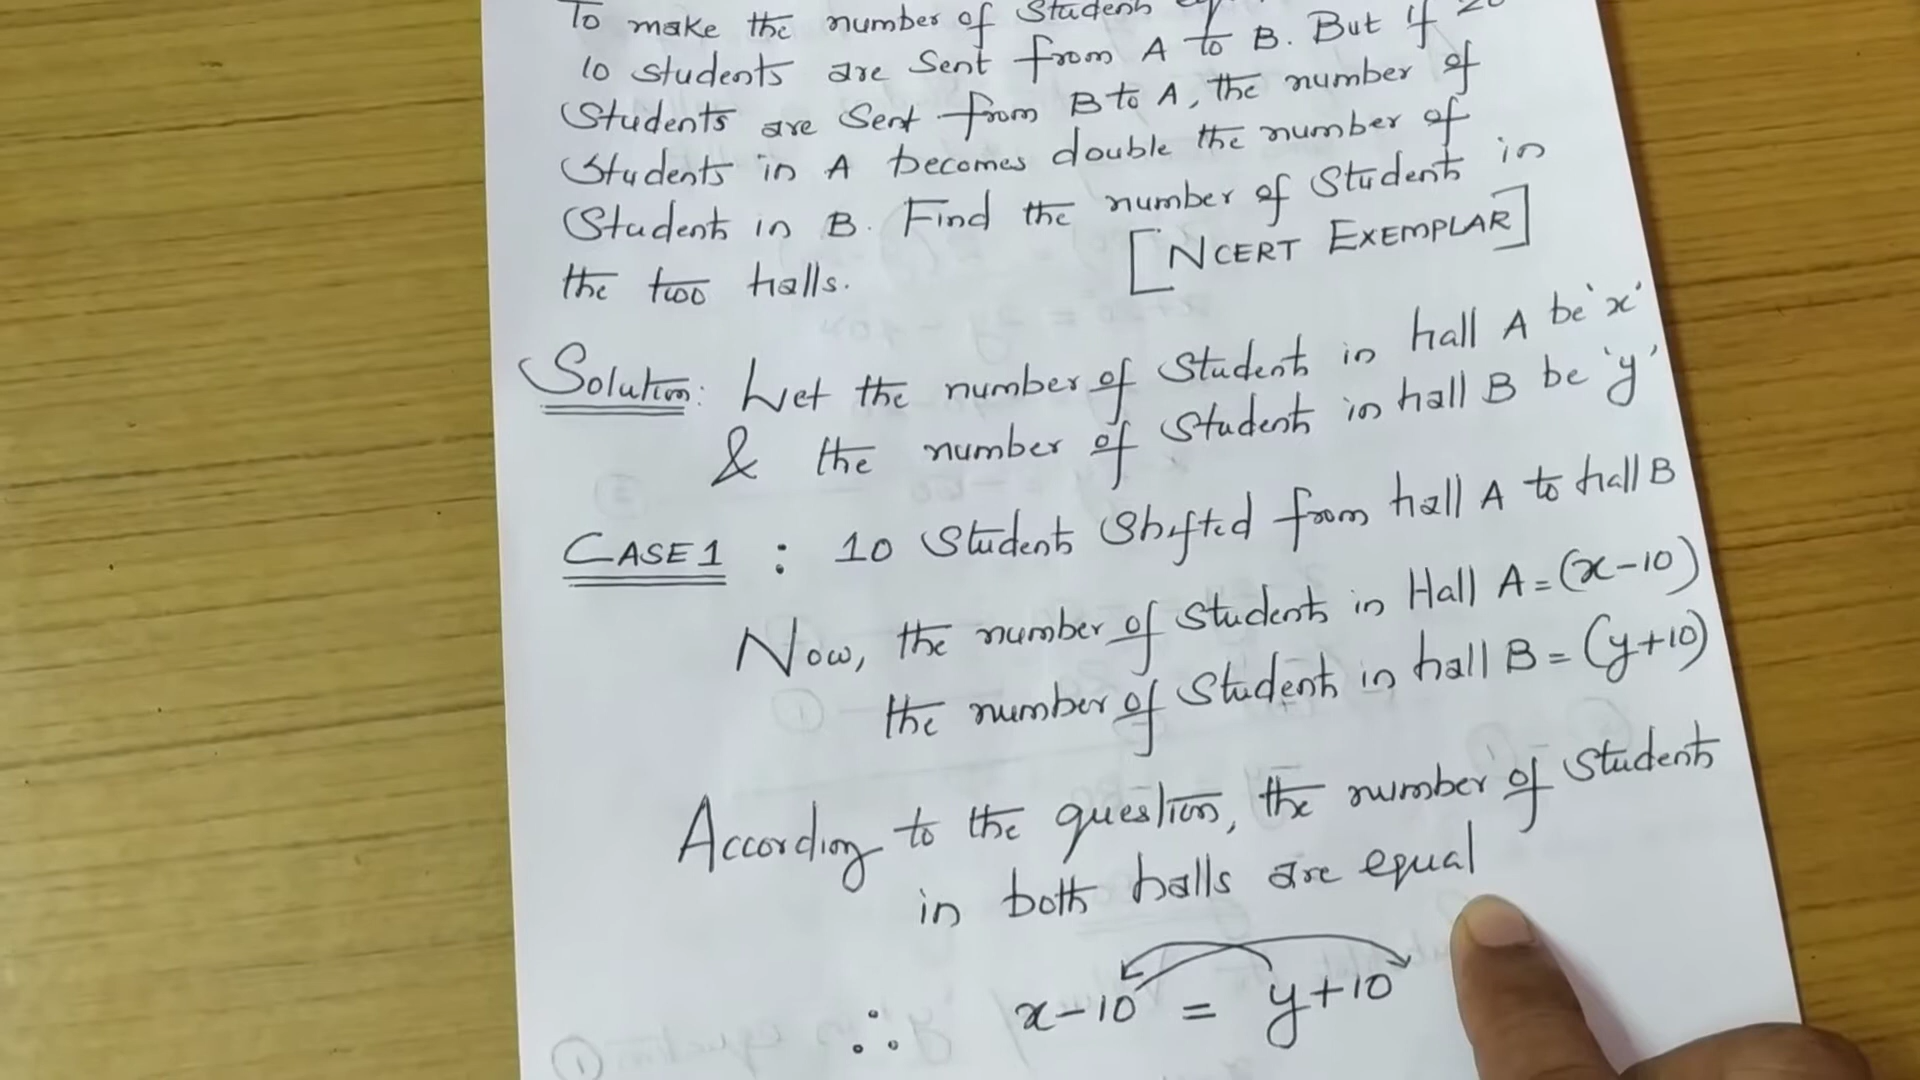 To make the number of Students
10 students are Sent from A to B. But if 20
Students are Sent from B to A, the number of
Students in A becomes double the number of
Students in B. Find the number of Students in
the two halls.
[NCERT EXEMPLAR]
Solution: Let the number of Students in hall A be 'x'
& the number of Students in hall B be 'y'
CASE 1 : 10 Students Shifted from hall A to hall B
Now, the number of Students in Hall A = (x-10)
the number of Students in hall B = (y+10)
According to the question, the number of Students
in both halls are equal
∴ x-10 = y+10